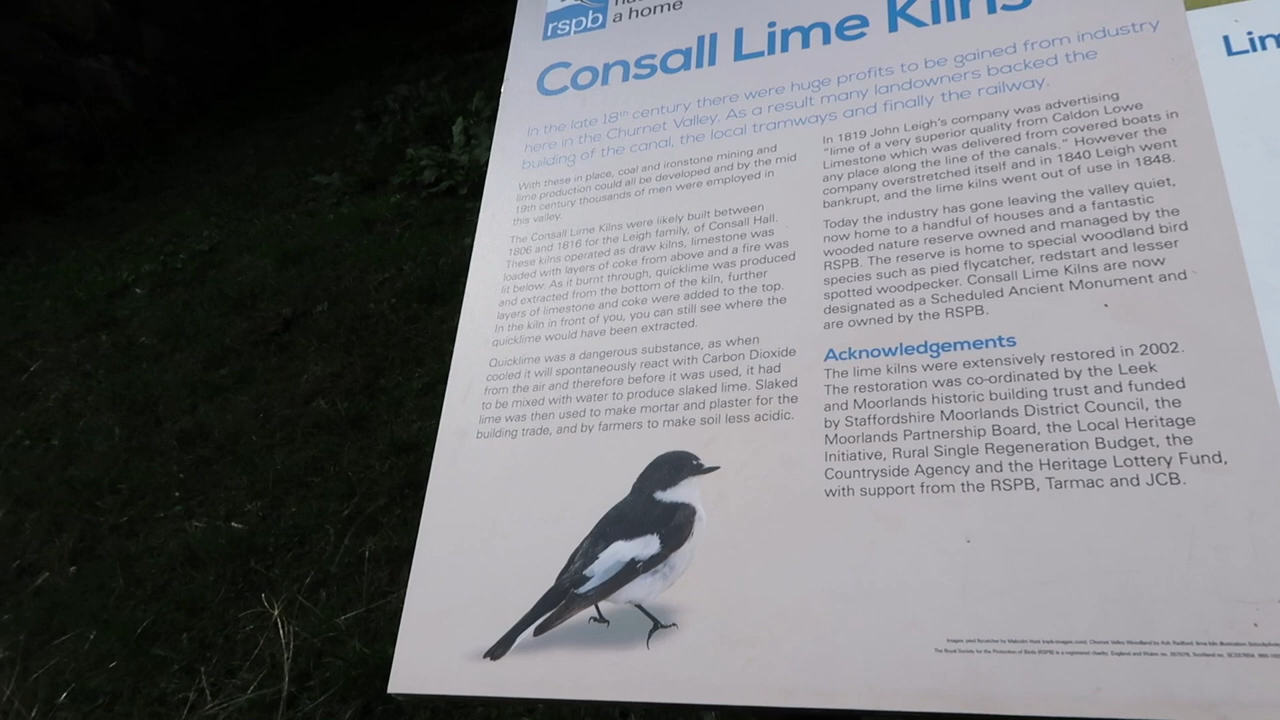 rspb
a home
Consall Lime Kilns
In the late 18th century there were huge profits to be gained from industry
here in the Churnet Valley. As a result many landowners backed the
building of the canal, the local tramways and finally the railway.
With these in place, coal and ironstone mining and
lime production could all be developed and by the mid
19th century thousands of men were employed in
this valley.
The Consall Lime Kilns were likely built between
1806 and 1816 for the Leigh family, of Consall Hall.
These kilns operated as draw kilns, limestone was
loaded with layers of coke from above and a fire was
lit below. As it burnt through, quicklime was produced
and extracted from the bottom of the kiln, further
layers of limestone and coke were added to the top.
In the kiln in front of you, you can still see where the
quicklime would have been extracted.
Quicklime was a dangerous substance, as when
cooled it will spontaneously react with Carbon Dioxide
from the air and therefore before it was used, it had
to be mixed with water to produce slaked lime. Slaked
lime was then used to make mortar and plaster for the
building trade, and by farmers to make soil less acidic.
In 1819 John Leigh's company was advertising
"lime of a very superior quality from Caldon Lowe
Limestone which was delivered from covered boats in
any place along the line of the canals." However the
company overstretched itself and in 1840 Leigh went
bankrupt, and the lime kilns went out of use in 1848.
Today the industry has gone leaving the valley quiet,
now home to a handful of houses and a fantastic
wooded nature reserve owned and managed by the
RSPB. The reserve is home to special woodland bird
species such as pied flycatcher, redstart and lesser
spotted woodpecker. Consall Lime Kilns are now
designated as a Scheduled Ancient Monument and
are owned by the RSPB.
Acknowledgements
The lime kilns were extensively restored in 2002.
The restoration was co-ordinated by the Leek
and Moorlands historic building trust and funded
by Staffordshire Moorlands District Council, the
Moorlands Partnership Board, the Local Heritage
Initiative, Rural Single Regeneration Budget, the
Countryside Agency and the Heritage Lottery Fund,
with support from the RSPB, Tarmac and JCB.
The Royal Society for the Protection of Birds (RSPB) is a registered charity: England and Wales no.
Lim